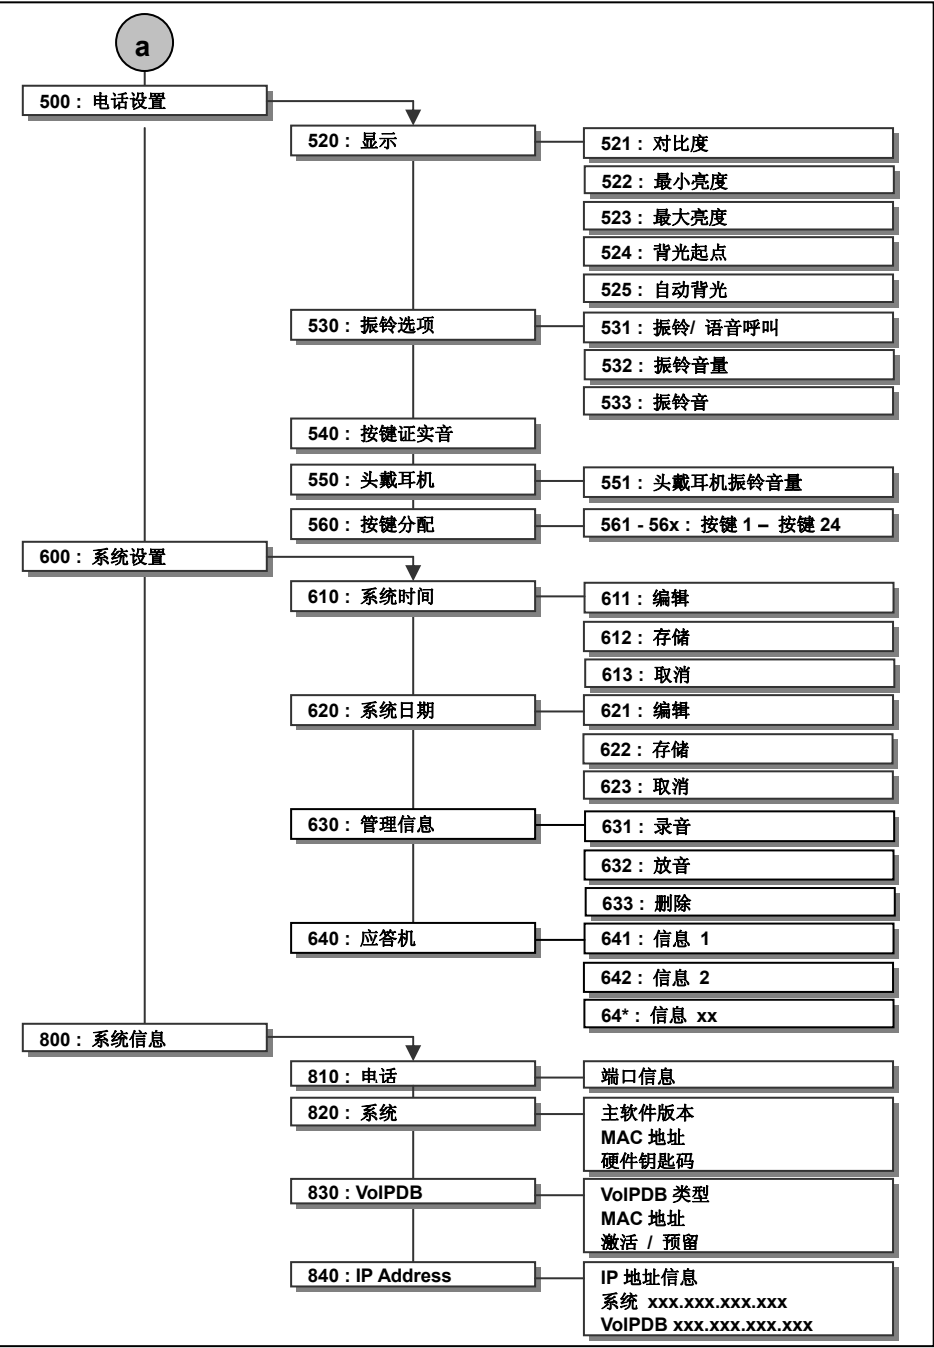 a
500 : 电话设置
520 : 显示
521 : 对比度
522 : 最小亮度
523 : 最大亮度
524 : 背光起点
525 : 自动背光
530 : 振铃选项
531 : 振铃/ 语音呼叫
532 : 振铃音量
533 : 振铃音
540 : 按键证实音
550 : 头戴耳机
551 : 头戴耳机振铃音量
560 : 按键分配
561 - 56x : 按键 1 – 按键 24
600 : 系统设置
610 : 系统时间
611 : 编辑
612 : 存储
613 : 取消
620 : 系统日期
621 : 编辑
622 : 存储
623 : 取消
630 : 管理信息
631 : 录音
632 : 放音
633 : 删除
640 : 应答机
641 : 信息 1
642 : 信息 2
64* : 信息 xx
800 : 系统信息
810 : 电话
端口信息
820 : 系统
主软件版本
MAC 地址
硬件钥匙码
830 : VoIPDB
VoIPDB 类型
MAC 地址
激活 / 预留
840 : IP Address
IP 地址信息
系统 xxx.xxx.xxx.xxx
VoIPDB xxx.xxx.xxx.xxx